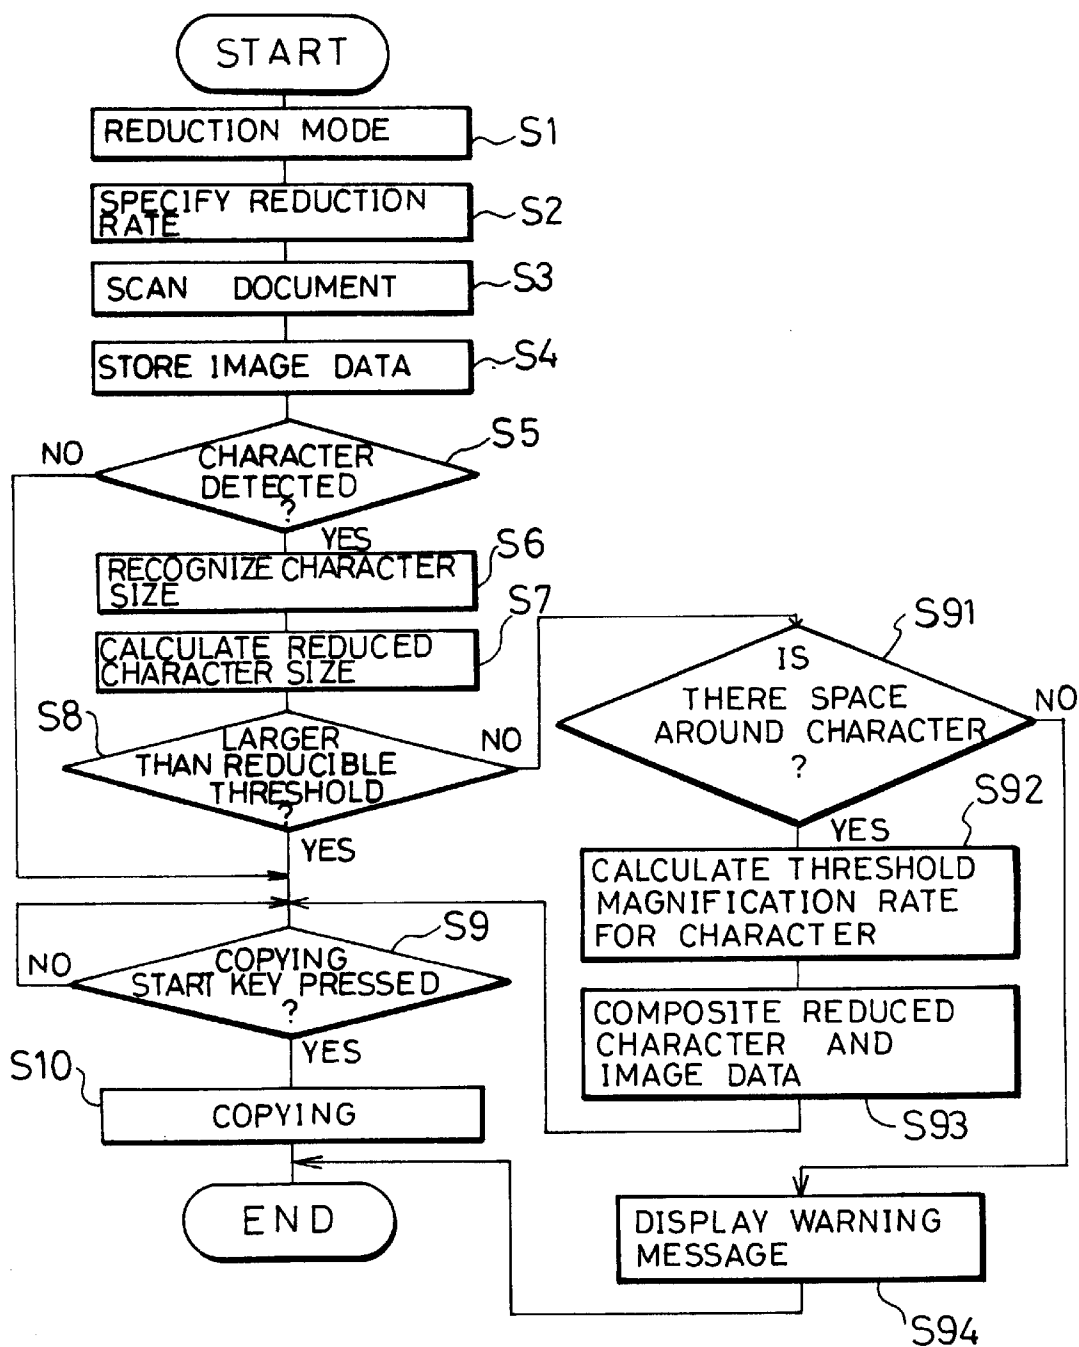 START
REDUCTION MODE
S1
SPECIFY REDUCTION
RATE
S2
SCAN DOCUMENT
S3
STORE IMAGE DATA
S4
CHARACTER
DETECTED
?
S5
NO
YES
RECOGNIZE CHARACTER
SIZE
S6
CALCULATE REDUCED
CHARACTER SIZE
S7
S8
LARGER
THAN REDUCIBLE
THRESHOLD
?
NO
YES
IS
THERE SPACE
AROUND CHARACTER
?
S91
NO
YES
CALCULATE THRESHOLD
MAGNIFICATION RATE
FOR CHARACTER
S92
COMPOSITE REDUCED
CHARACTER AND
IMAGE DATA
S93
COPYING
START KEY PRESSED
?
S9
NO
YES
S10
COPYING
DISPLAY WARNING
MESSAGE
S94
END